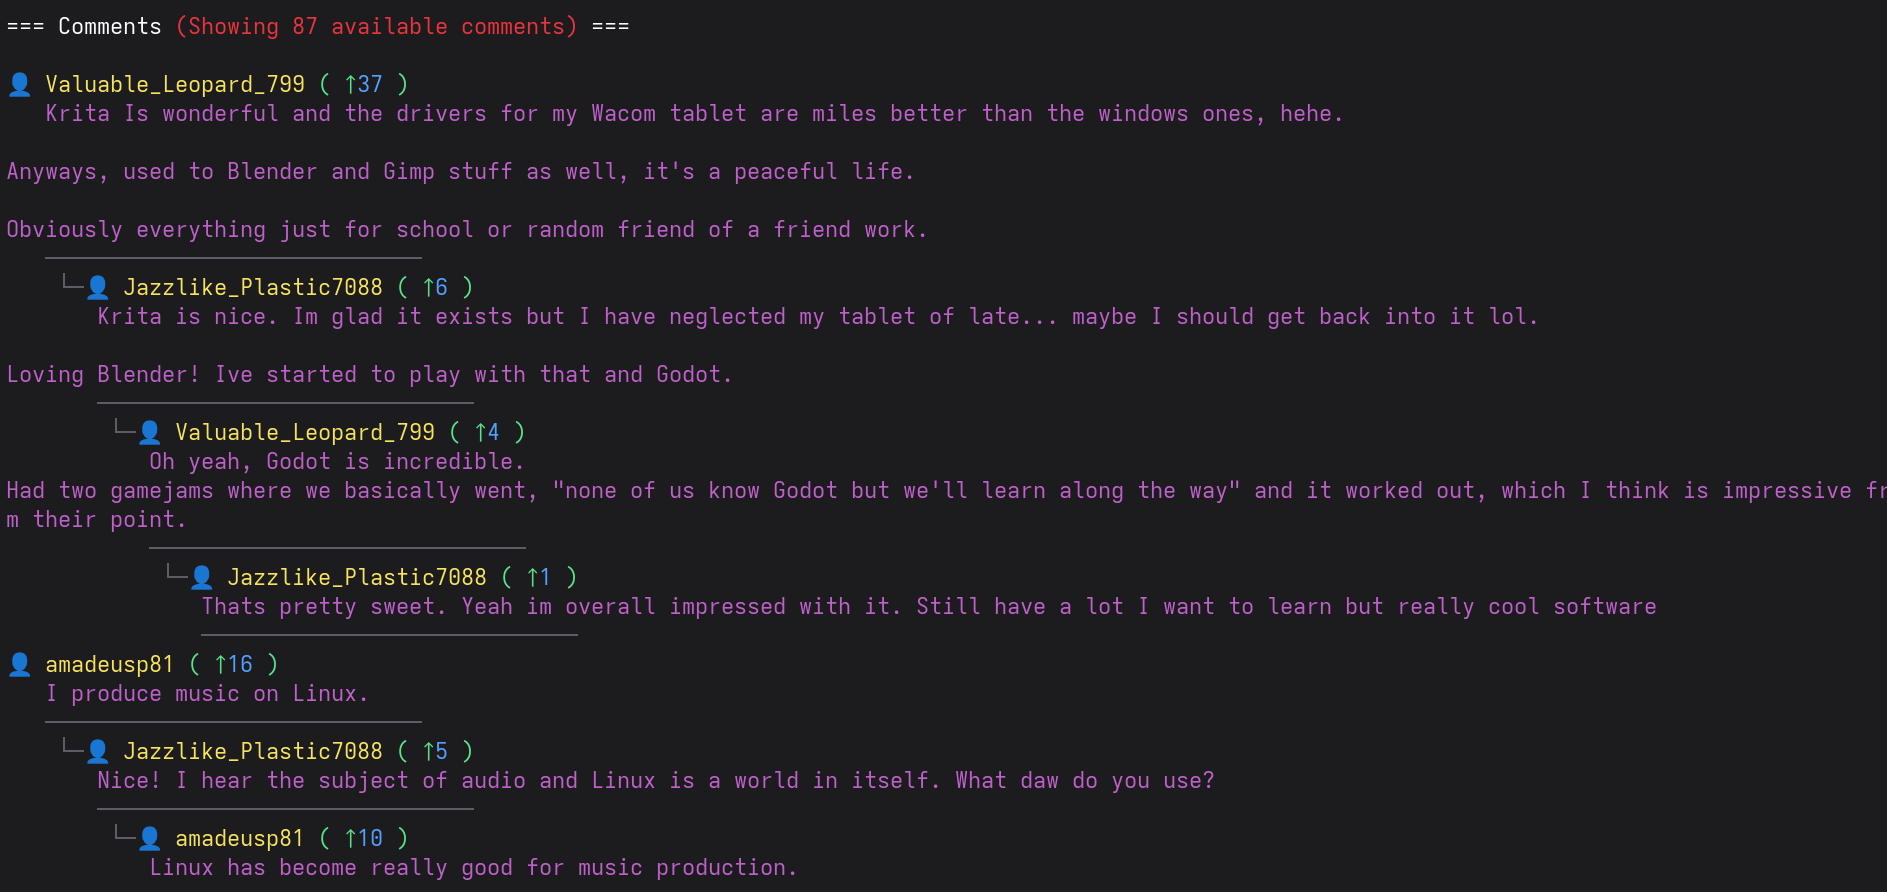 === Comments (Showing 87 available comments) ===
👤 Valuable_Leopard_799 ( ↑37 )
Krita Is wonderful and the drivers for my Wacom tablet are miles better than the windows ones, hehe.
Anyways, used to Blender and Gimp stuff as well, it's a peaceful life.
Obviously everything just for school or random friend of a friend work.
└─👤 Jazzlike_Plastic7088 ( ↑6 )
Krita is nice. Im glad it exists but I have neglected my tablet of late... maybe I should get back into it lol.
Loving Blender! Ive started to play with that and Godot.
└─👤 Valuable_Leopard_799 ( ↑4 )
Oh yeah, Godot is incredible.
Had two gamejams where we basically went, "none of us know Godot but we'll learn along the way" and it worked out, which I think is impressive fr
m their point.
└─👤 Jazzlike_Plastic7088 ( ↑1 )
Thats pretty sweet. Yeah im overall impressed with it. Still have a lot I want to learn but really cool software
👤 amadeusp81 ( ↑16 )
I produce music on Linux.
└─👤 Jazzlike_Plastic7088 ( ↑5 )
Nice! I hear the subject of audio and Linux is a world in itself. What daw do you use?
└─👤 amadeusp81 ( ↑10 )
Linux has become really good for music production.